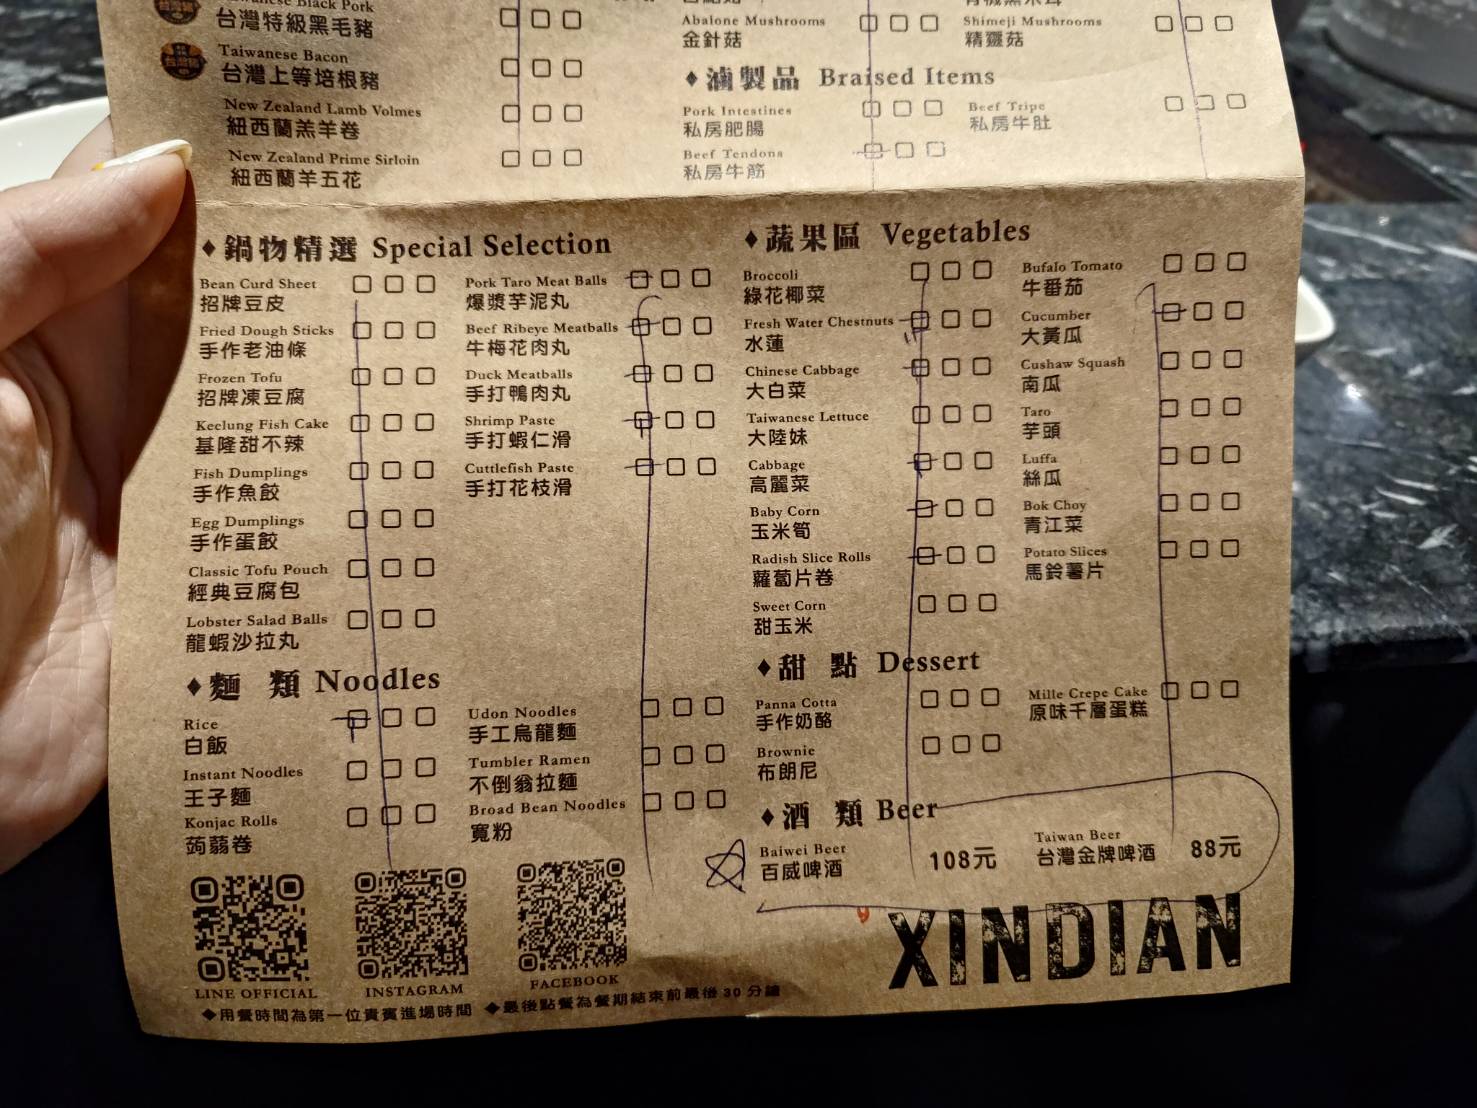 Black Pork
台灣特級黑毛豬
Taiwanese Bacon
台灣上等培根豬
New Zealand Lamb Volmes
紐西蘭羔羊卷
New Zealand Prime Sirloin
紐西蘭羊五花
Abalone Mushrooms
金針菇
Shimeji Mushrooms
精靈菇
♦滷製品 Braised Items
Pork Intestines
私房肥腸
Beef Tripe
私房牛肚
Beef Tendons
私房牛筋
♦鍋物精選 Special Selection
Bean Curd Sheet
招牌豆皮
Fried Dough Sticks
手作老油條
Frozen Tofu
招牌凍豆腐
Keelung Fish Cake
基隆甜不辣
Fish Dumplings
手作魚餃
Egg Dumplings
手作蛋餃
Classic Tofu Pouch
經典豆腐包
Lobster Salad Balls
龍蝦沙拉丸
Pork Taro Meat Balls
爆漿芋泥丸
Beef Ribeye Meatballs
牛梅花肉丸
Duck Meatballs
手打鴨肉丸
Shrimp Paste
手打蝦仁滑
Cuttlefish Paste
手打花枝滑
♦麵 類 Noodles
Rice
白飯
Instant Noodles
王子麵
Konjac Rolls
蒟蒻卷
Udon Noodles
手工烏龍麵
Tumbler Ramen
不倒翁拉麵
Broad Bean Noodles
寬粉
♦蔬果區 Vegetables
Broccoli
綠花椰菜
Fresh Water Chestnuts
水蓮
Chinese Cabbage
大白菜
Taiwanese Lettuce
大陸妹
Cabbage
高麗菜
Baby Corn
玉米筍
Radish Slice Rolls
蘿蔔片卷
Sweet Corn
甜玉米
Bufalo Tomato
牛番茄
Cucumber
大黃瓜
Cushaw Squash
南瓜
Taro
芋頭
Luffa
絲瓜
Bok Choy
青江菜
Potato Slices
馬鈴薯片
♦甜 點 Dessert
Panna Cotta
手作奶酪
Brownie
布朗尼
Mille Crepe Cake
原味千層蛋糕
♦酒 類 Beer
Baiwei Beer
百威啤酒
108元
Taiwan Beer
台灣金牌啤酒
88元
LINE OFFICIAL
INSTAGRAM
FACEBOOK
XINDIAN
♦用餐時間為第一位貴賓進場時間 ♦最後點餐為餐期結束前最後30分鐘